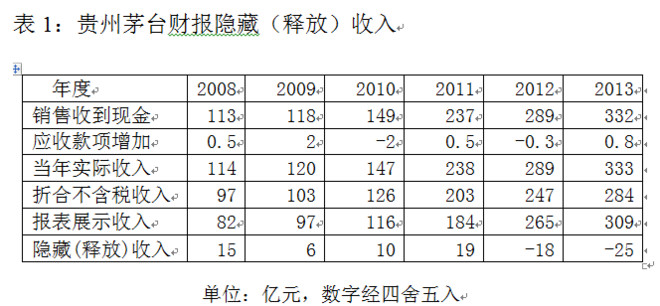 表 1：贵州茅台财报隐藏（释放）收入
年度 2008 2009 2010 2011 2012 2013
销售收到现金 113 118 149 237 289 332
应收款项增加 0.5 2 -2 0.5 -0.3 0.8
当年实际收入 114 120 147 238 289 333
折合不含税收入 97 103 126 203 247 284
报表展示收入 82 97 116 184 265 309
隐藏(释放)收入 15 6 10 19 -18 -25
单位：亿元，数字经四舍五入